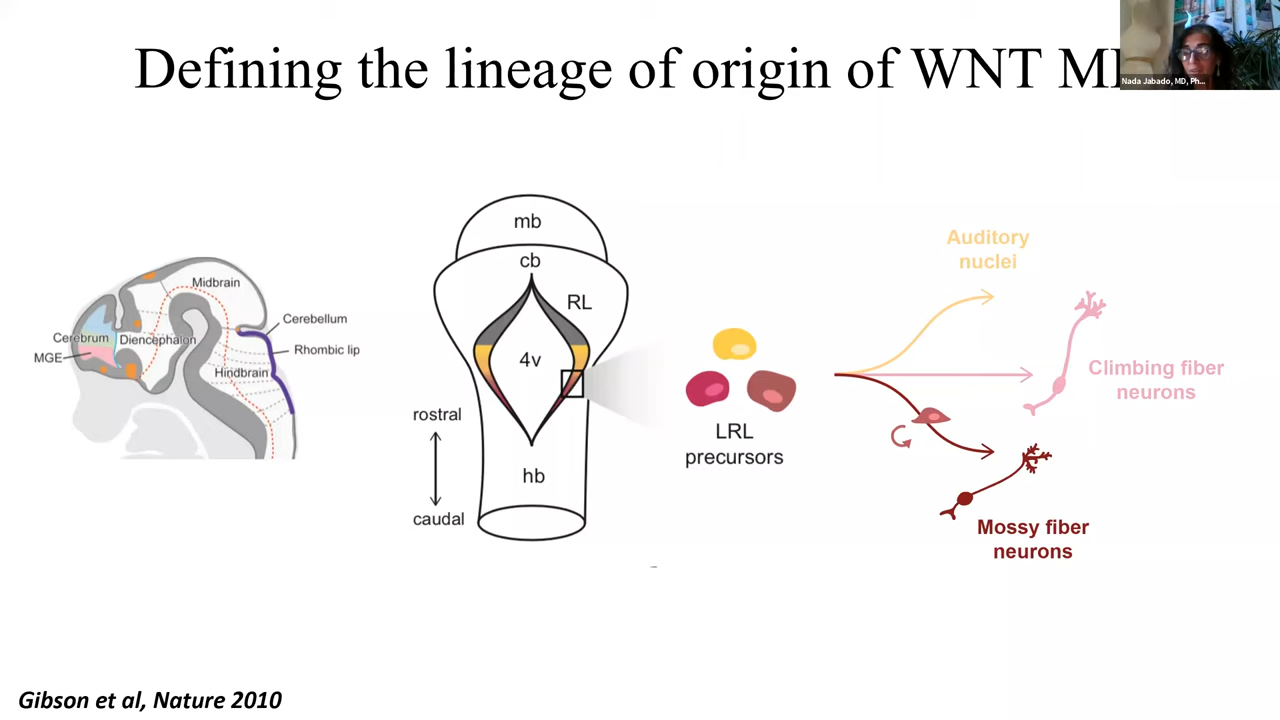 Defining the lineage of origin of WNT
Nada Jabado, MD, Ph...
Midbrain
Cerebrum
Diencephalon
MGE
Hindbrain
Cerebellum
Rhombic lip
mb
cb
RL
4v
hb
rostral
caudal
LRL
precursors
Auditory
nuclei
Climbing fiber
neurons
Mossy fiber
neurons
Gibson et al, Nature 2010